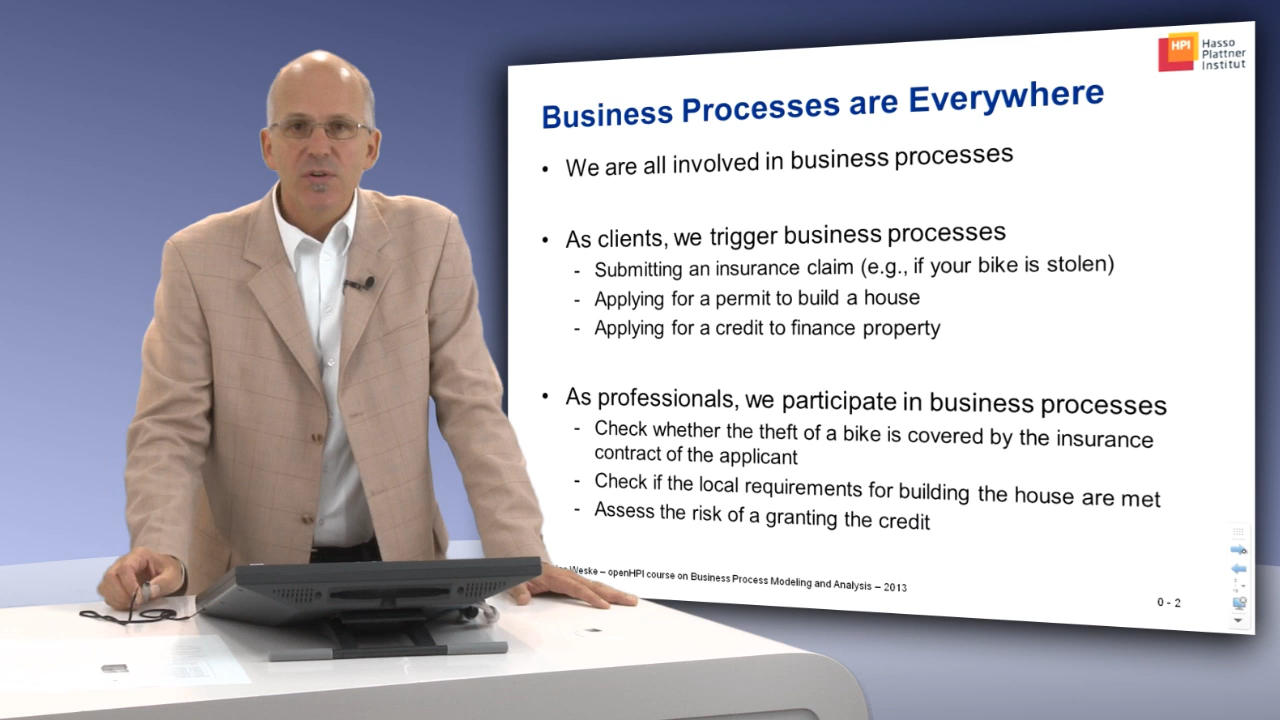 HPI Hasso
Plattner
Institut
Business Processes are Everywhere
• We are all involved in business processes
• As clients, we trigger business processes
- Submitting an insurance claim (e.g., if your bike is stolen)
- Applying for a permit to build a house
- Applying for a credit to finance property
• As professionals, we participate in business processes
- Check whether the theft of a bike is covered by the insurance
contract of the applicant
- Check if the local requirements for building the house are met
- Assess the risk of a granting the credit
Weske – openHPI course on Business Process Modeling and Analysis – 2013
0 - 2